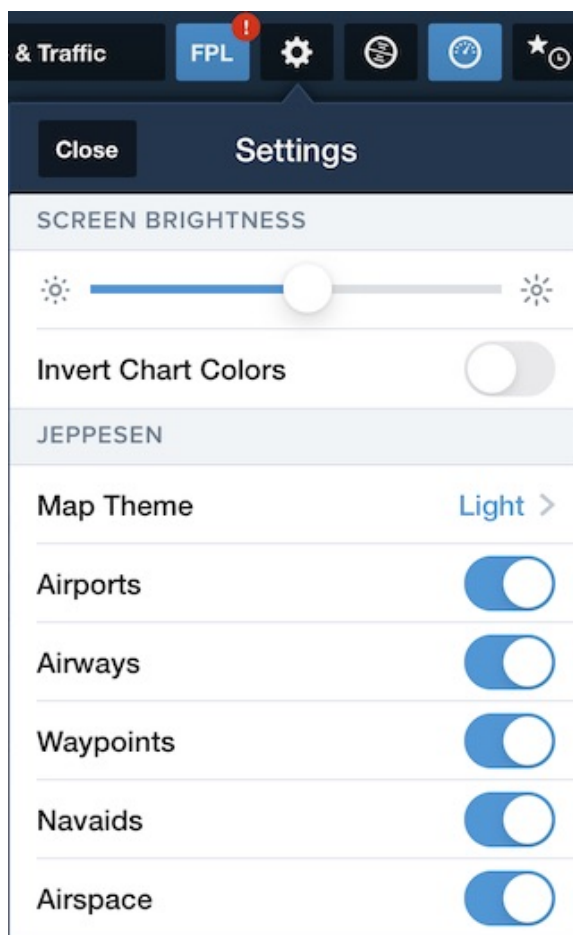 & Traffic FPL !
Close Settings
SCREEN BRIGHTNESS
Invert Chart Colors
JEPPESEN
Map Theme Light >
Airports
Airways
Waypoints
Navaids
Airspace